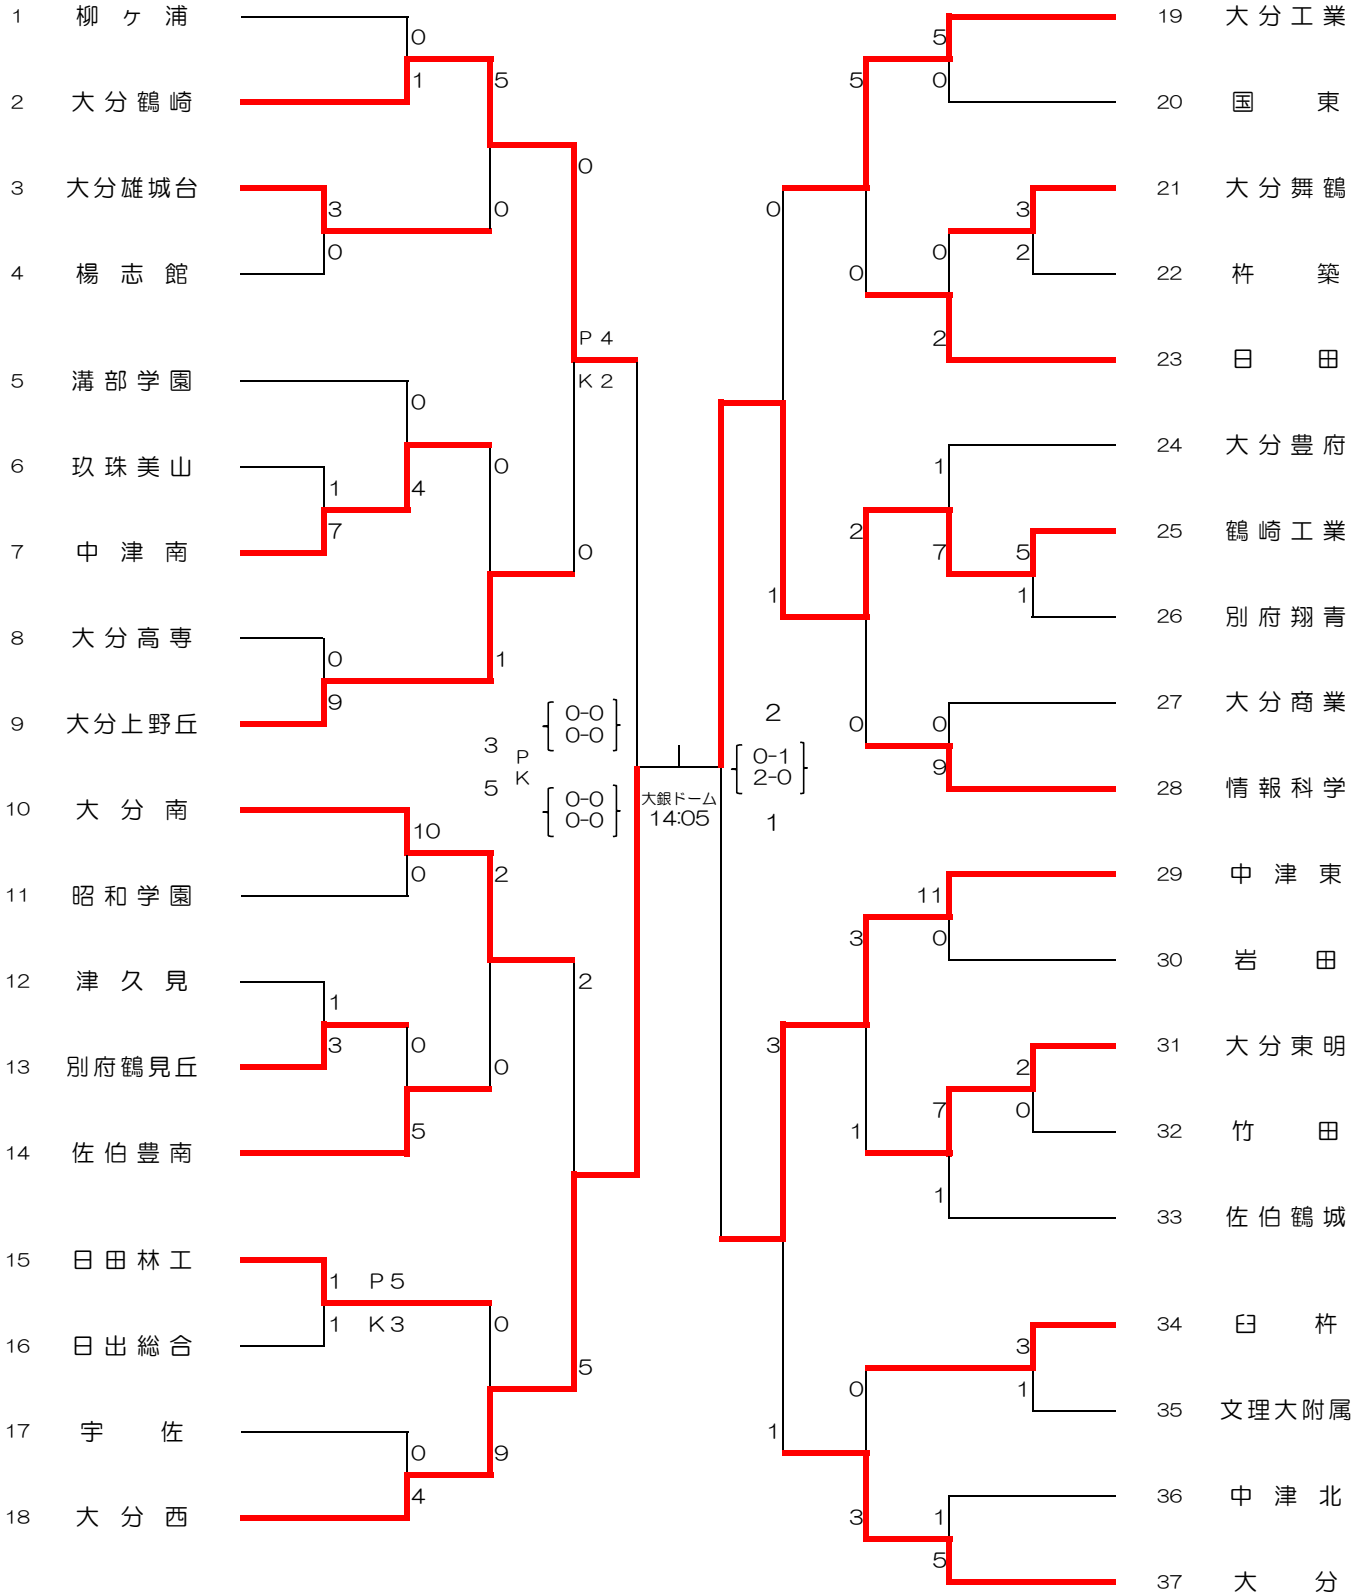 1 柳ヶ浦
0
1
5
2 大分鶴崎
0
3 大分雄城台
3
0
0
4 楊志館
P 4
K 2
5 溝部学園
0
6 玖珠美山
0
1
4
7
7 中津南
0
8 大分高専
0
1
9
9 大分上野丘
0-0
0-0
3
P
K
5
0-0
0-0
10 大分南
10
0
2
11 昭和学園
12 津久見
2
1
3
0
0
13 別府鶴見丘
5
14 佐伯豊南
15 日田林工
1 P 5
1 K 3
0
16 日出総合
5
17 宇佐
0
9
4
18 大分西
大銀ドーム
14:05
2
0-1
2-0
1
19 大分工業
5
5
0
20 国東
21 大分舞鶴
0
3
0
2
0
22 杵築
2
23 日田
24 大分豊府
1
25 鶴崎工業
2
7
5
1
1
26 別府翔青
27 大分商業
0
0
9
28 情報科学
29 中津東
11
3
0
30 岩田
31 大分東明
3
2
7
0
1
32 竹田
1
33 佐伯鶴城
34 臼杵
3
0
1
35 文理大附属
1
36 中津北
3
1
5
37 大分